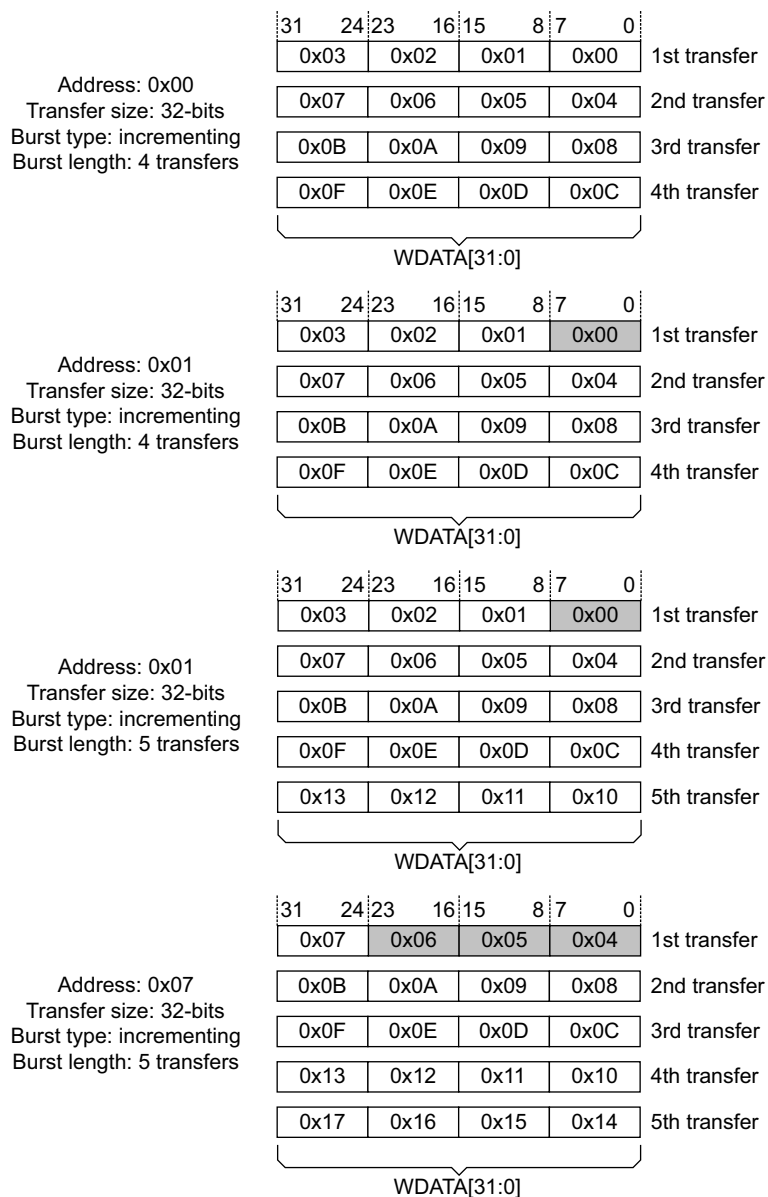 31 24 23 16 15 8 7 0
0x03 0x02 0x01 0x00 1st transfer
Address: 0x00
Transfer size: 32-bits
Burst type: incrementing
Burst length: 4 transfers
0x07 0x06 0x05 0x04 2nd transfer
0x0B 0x0A 0x09 0x08 3rd transfer
0x0F 0x0E 0x0D 0x0C 4th transfer
WDATA[31:0]
31 24 23 16 15 8 7 0
0x03 0x02 0x01 0x00 1st transfer
Address: 0x01
Transfer size: 32-bits
Burst type: incrementing
Burst length: 4 transfers
0x07 0x06 0x05 0x04 2nd transfer
0x0B 0x0A 0x09 0x08 3rd transfer
0x0F 0x0E 0x0D 0x0C 4th transfer
WDATA[31:0]
31 24 23 16 15 8 7 0
0x03 0x02 0x01 0x00 1st transfer
Address: 0x01
Transfer size: 32-bits
Burst type: incrementing
Burst length: 5 transfers
0x07 0x06 0x05 0x04 2nd transfer
0x0B 0x0A 0x09 0x08 3rd transfer
0x0F 0x0E 0x0D 0x0C 4th transfer
0x13 0x12 0x11 0x10 5th transfer
WDATA[31:0]
31 24 23 16 15 8 7 0
0x07 0x06 0x05 0x04 1st transfer
Address: 0x07
Transfer size: 32-bits
Burst type: incrementing
Burst length: 5 transfers
0x0B 0x0A 0x09 0x08 2nd transfer
0x0F 0x0E 0x0D 0x0C 3rd transfer
0x13 0x12 0x11 0x10 4th transfer
0x17 0x16 0x15 0x14 5th transfer
WDATA[31:0]